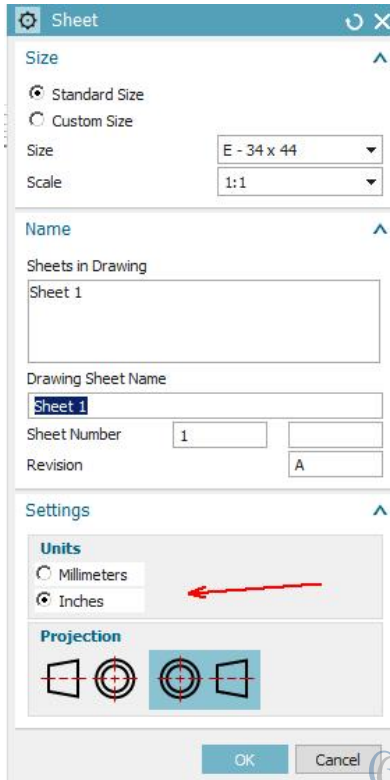 Sheet
Size
Standard Size
Custom Size
Size E - 34 x 44
Scale 1:1
Name
Sheets in Drawing
Sheet 1
Drawing Sheet Name
Sheet 1
Sheet Number 1
Revision A
Settings
Units
Millimeters
Inches
Projection
OK Cancel